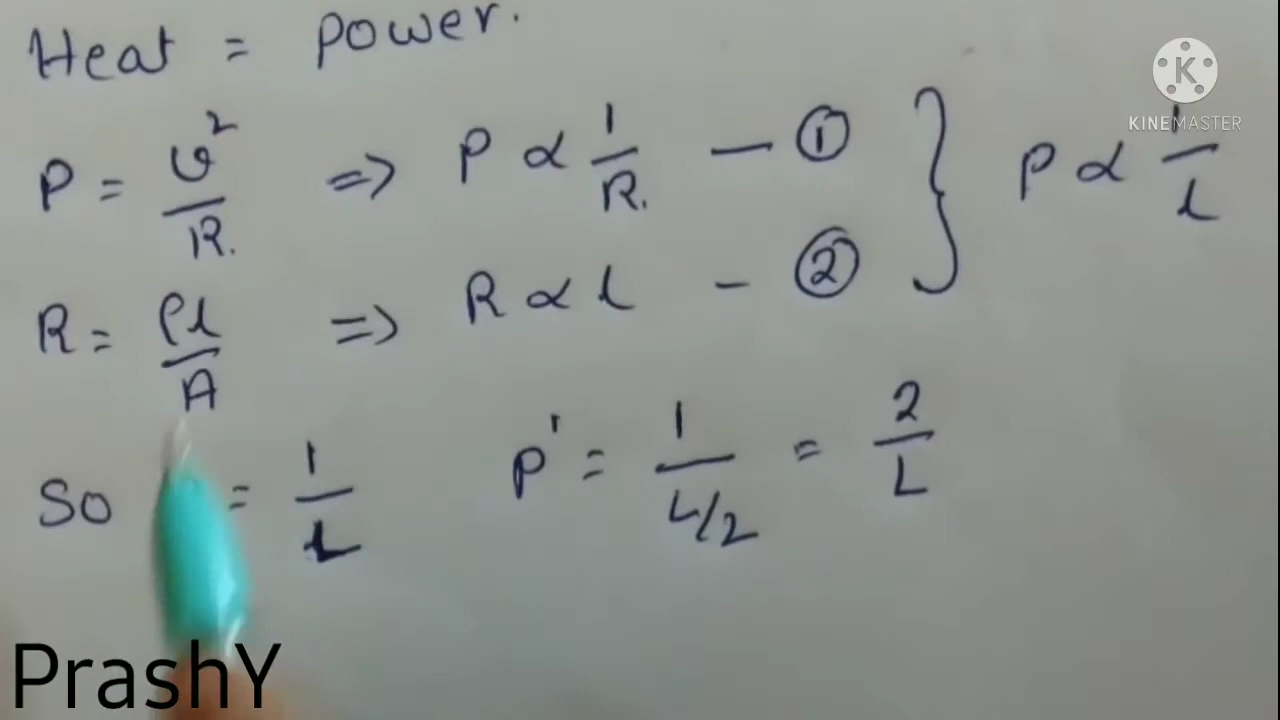 Heat = power.
KINEMASTER
P = v²/R. => P ∝ 1/R. — ① } P ∝ 1/l
R = ρl/A => R ∝ l - ②
So = 1/L P' = 1/L/2 = 2/L
PrashY